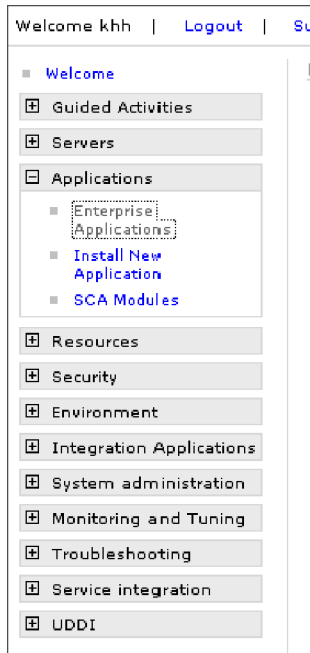 Welcome khh | Logout | Su
Welcome
Guided Activities
Servers
Applications
Enterprise
Applications
Install New
Application
SCA Modules
Resources
Security
Environment
Integration Applications
System administration
Monitoring and Tuning
Troubleshooting
Service integration
UDDI